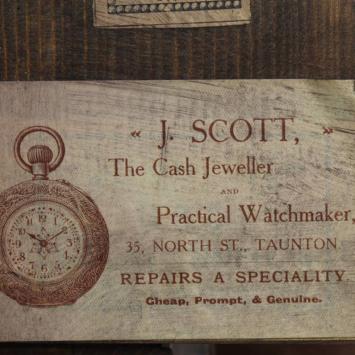 « J. SCOTT, »
The Cash Jeweller
AND
Practical Watchmaker,
35, NORTH ST., TAUNTON
REPAIRS A SPECIALITY
Cheap, Prompt, & Genuine.